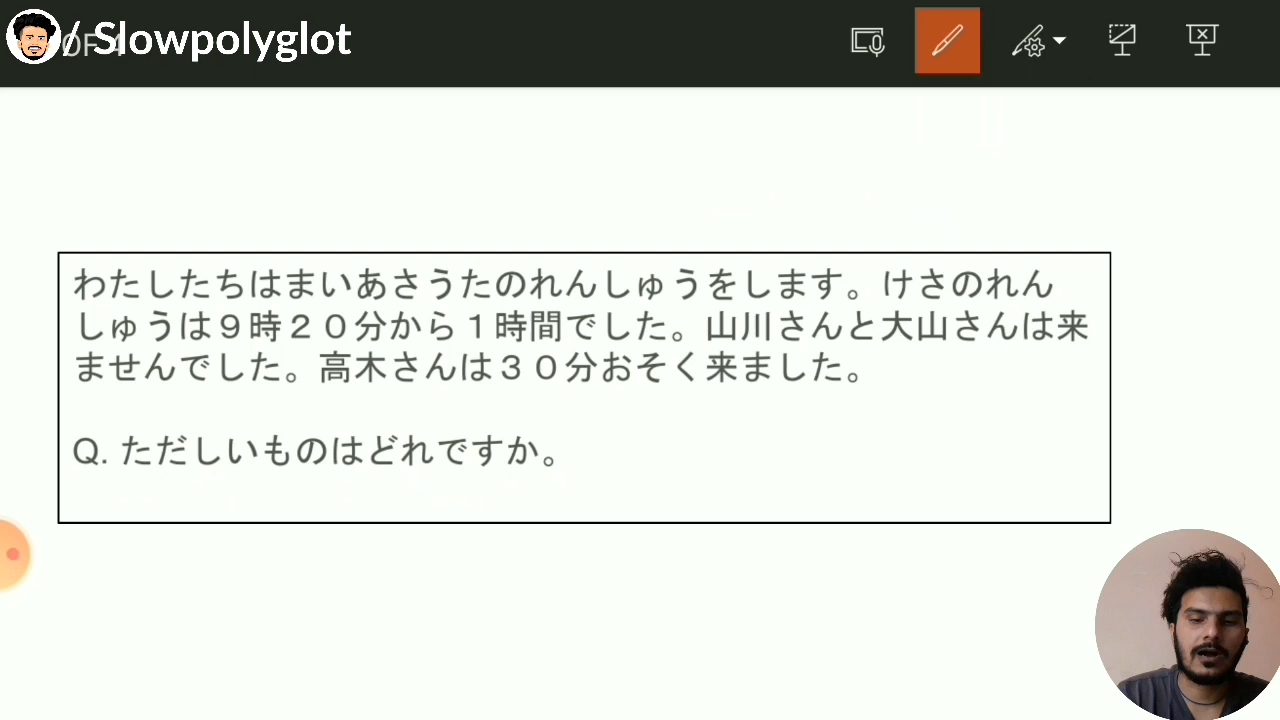 / Slowpolyglot
わたしたちはまいあさうたのれんしゅうをします。けさのれん
しゅうは９時２０分から１時間でした。山川さんと大山さんは来
ませんでした。高木さんは３０分おそく来ました。
Q. ただしいものはどれですか。